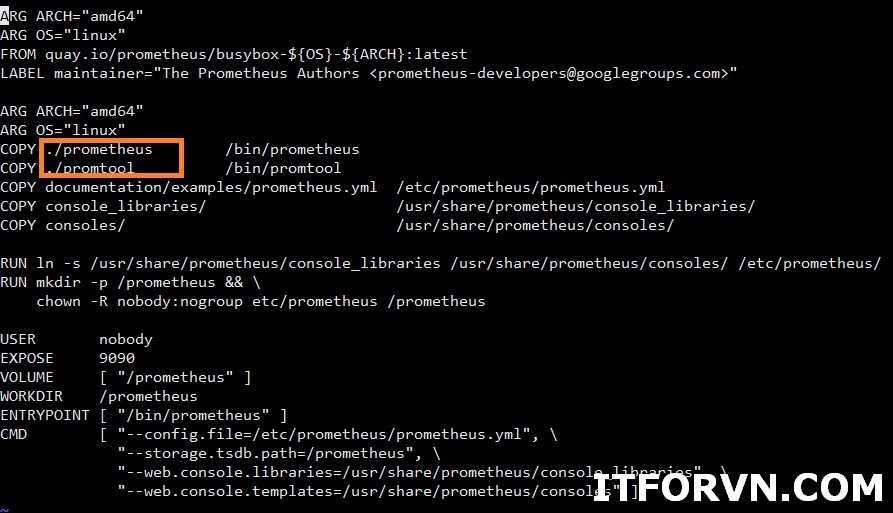 ARG ARCH="amd64"
ARG OS="linux"
FROM quay.io/prometheus/busybox-${OS}-${ARCH}:latest
LABEL maintainer="The Prometheus Authors <prometheus-developers@googlegroups.com>"
ARG ARCH="amd64"
ARG OS="linux"
COPY ./prometheus /bin/prometheus
COPY ./promtool /bin/promtool
COPY documentation/examples/prometheus.yml /etc/prometheus/prometheus.yml
COPY console_libraries/ /usr/share/prometheus/console_libraries/
COPY consoles/ /usr/share/prometheus/consoles/
RUN ln -s /usr/share/prometheus/console_libraries /usr/share/prometheus/consoles/ /etc/prometheus/
RUN mkdir -p /prometheus && \
chown -R nobody:nogroup etc/prometheus /prometheus
USER nobody
EXPOSE 9090
VOLUME [ "/prometheus" ]
WORKDIR /prometheus
ENTRYPOINT [ "/bin/prometheus" ]
CMD [ "--config.file=/etc/prometheus/prometheus.yml", \
"--storage.tsdb.path=/prometheus", \
"--web.console.libraries=/usr/share/prometheus/console_libraries", \
"--web.console.templates=/usr/share/prometheus/consoles" ]
~
ITFORVN.COM